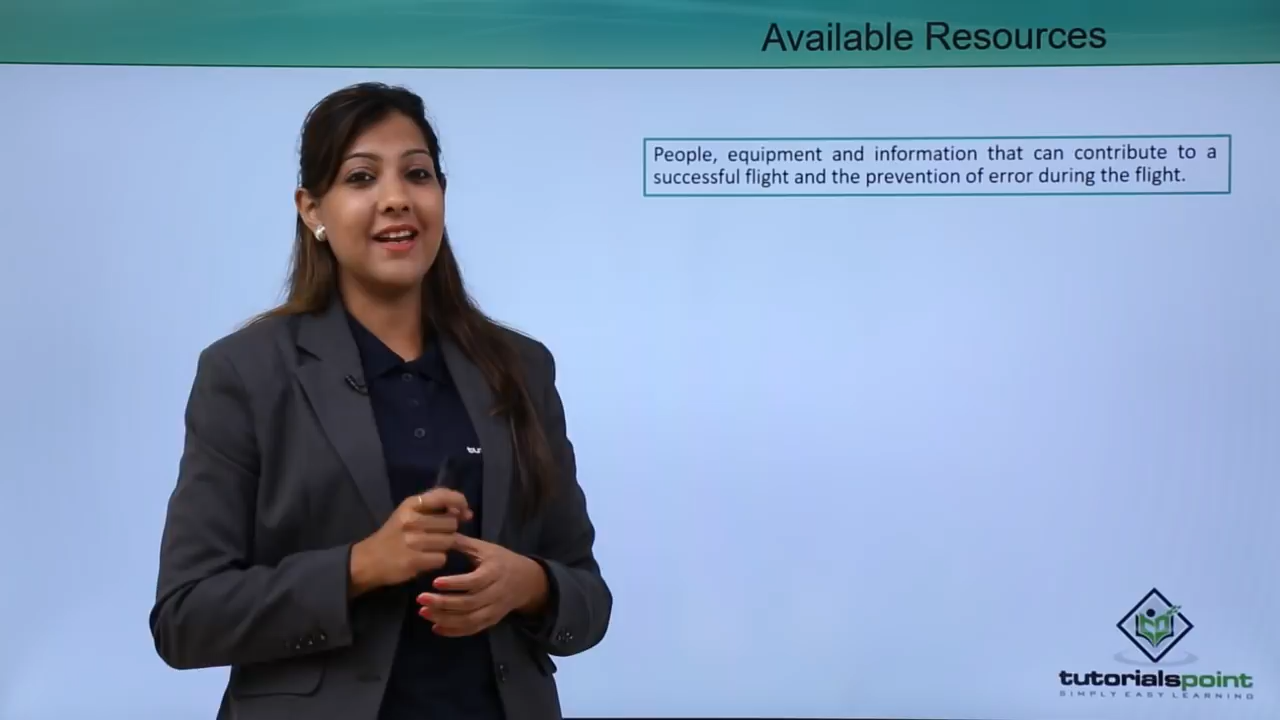 Available Resources
People, equipment and information that can contribute to a
successful flight and the prevention of error during the flight.
tutorialspoint
SIMPLY EASY LEARNING